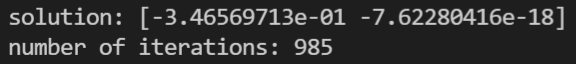 solution: [-3.46569713e-01 -7.62280416e-18]
number of iterations: 985